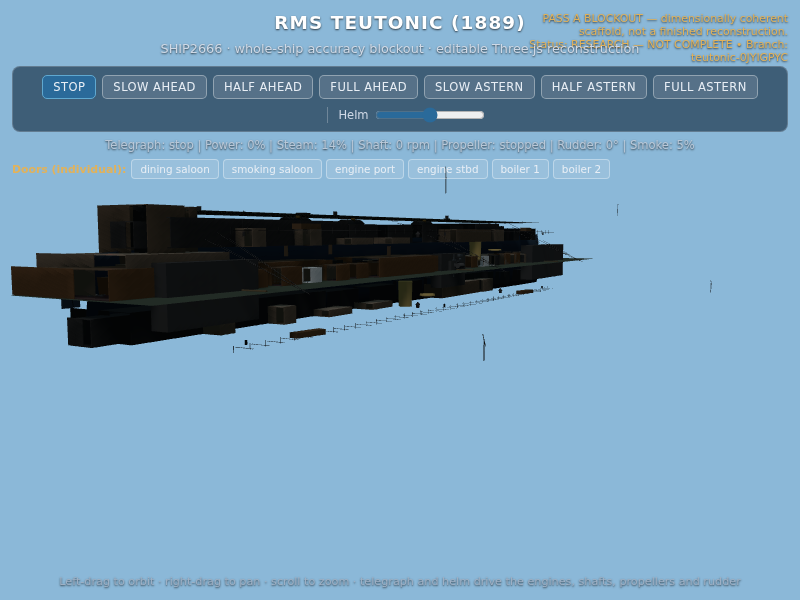 RMS TEUTONIC (1889)
PASS A BLOCKOUT — dimensionally coherent
scaffold, not a finished reconstruction.
Status: RESEARCH — NOT COMPLETE • Branch:
teutonic-0JYIGPYC
SHIP2666 · whole-ship accuracy blockout · editable Three.js reconstruction
STOP
SLOW AHEAD
HALF AHEAD
FULL AHEAD
SLOW ASTERN
HALF ASTERN
FULL ASTERN
Helm
Telegraph: stop | Power: 0% | Steam: 14% | Shaft: 0 rpm | Propeller: stopped | Rudder: 0° | Smoke: 5%
Doors (individual):
dining saloon
smoking saloon
engine port
engine stbd
boiler 1
boiler 2
Left-drag to orbit · right-drag to pan · scroll to zoom · telegraph and helm drive the engines, shafts, propellers and rudder